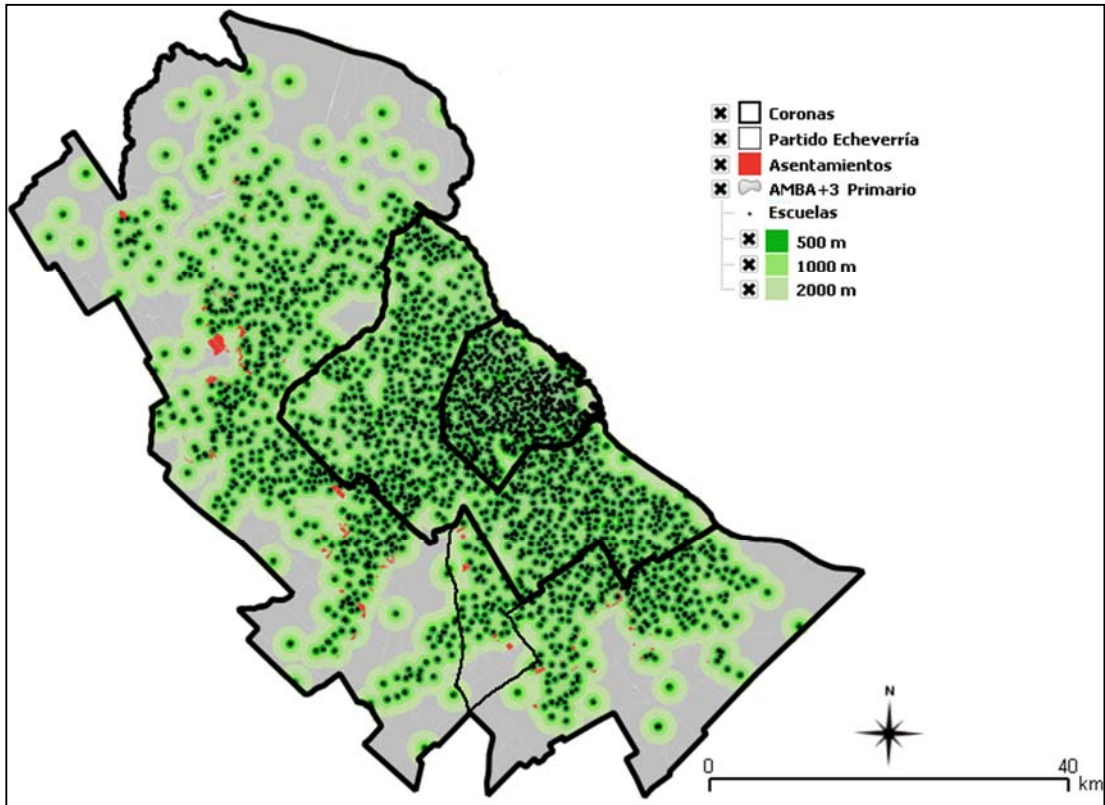 Coronas
Partido Echeverría
Asentamientos
AMBA+3 Primario
Escuelas
500 m
1000 m
2000 m
N
0 40
km